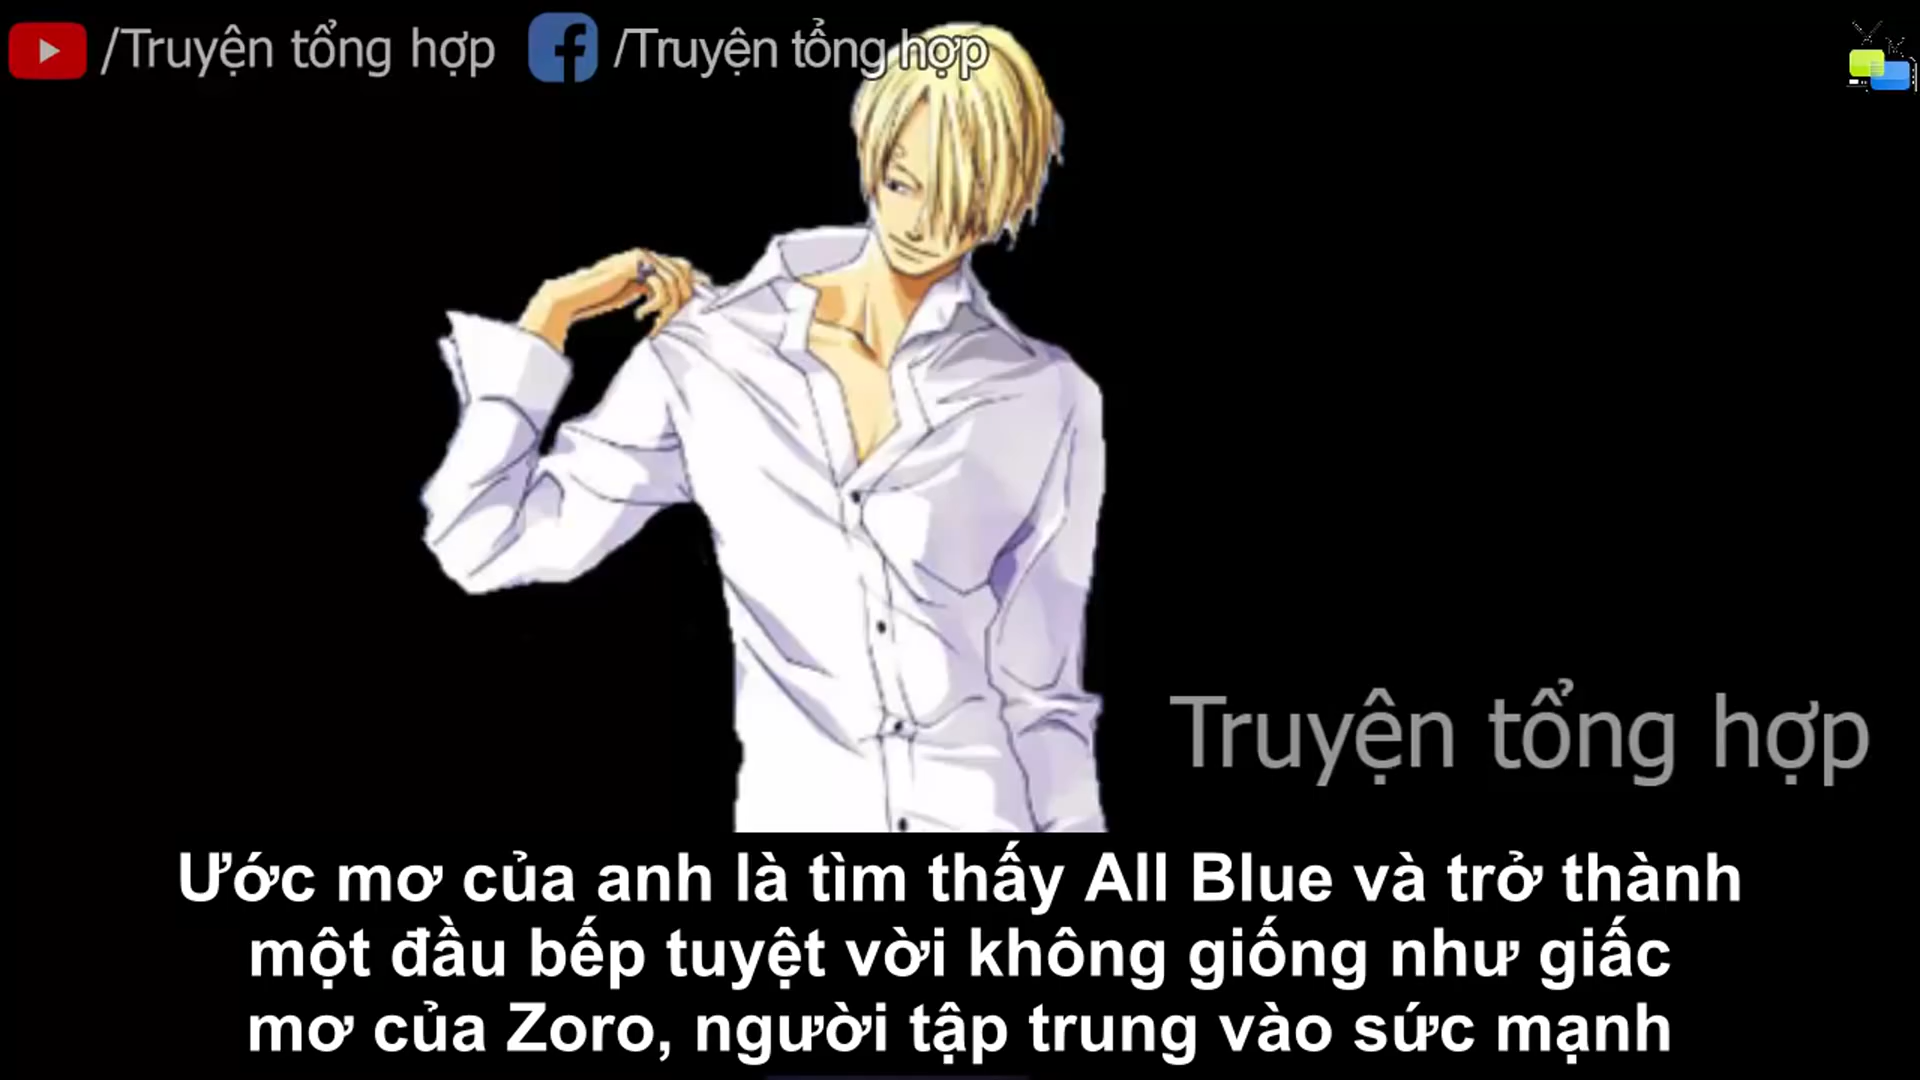 /Truyện tổng hợp /Truyện tổng hợp
Truyện tổng hợp
Ước mơ của anh là tìm thấy All Blue và trở thành
một đầu bếp tuyệt vời không giống như giấc
mơ của Zoro, người tập trung vào sức mạnh